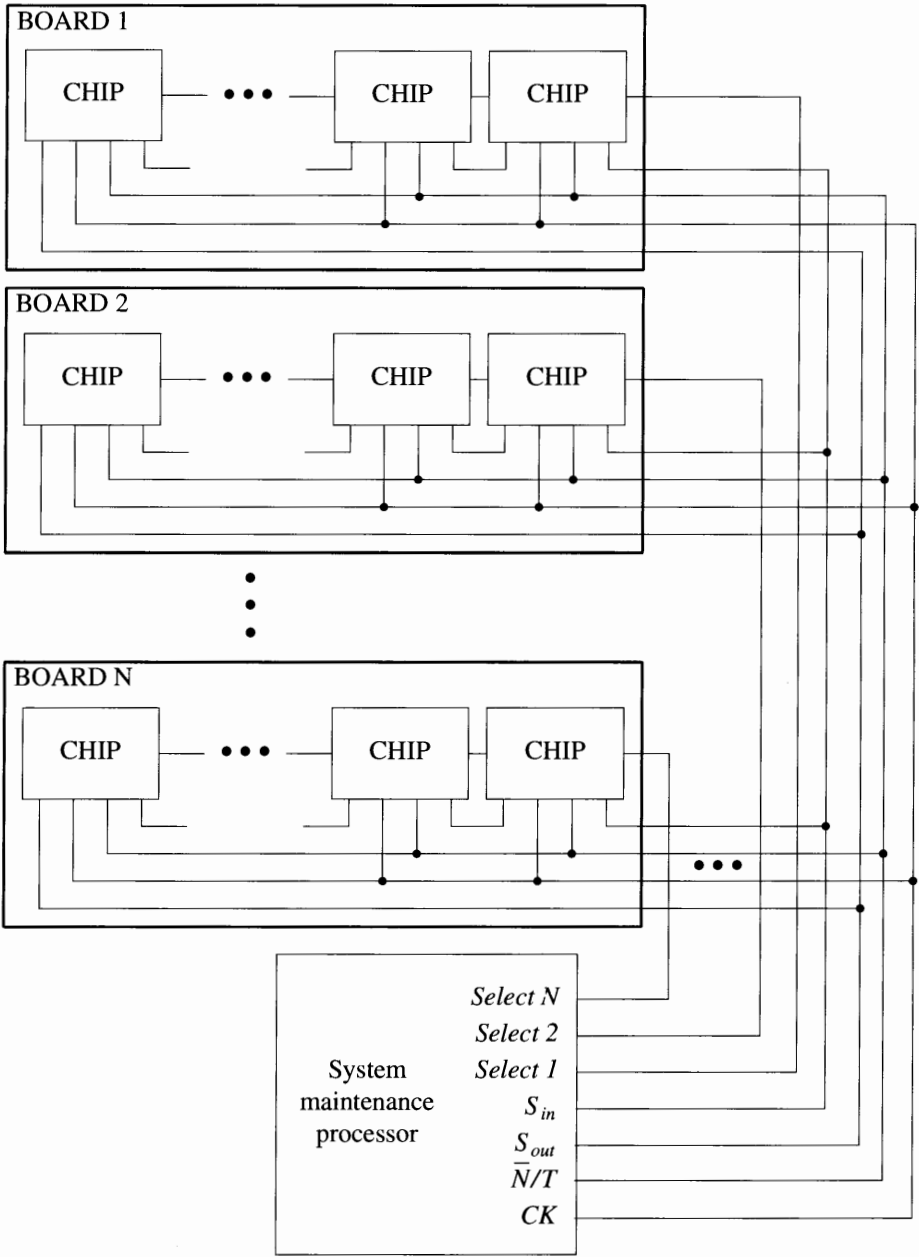 BOARD 1
CHIP CHIP CHIP
BOARD 2
CHIP CHIP CHIP
BOARD N
CHIP CHIP CHIP
Select N
Select 2
Select 1
System
maintenance
processor
S_in
S_out
N̅/T
CK